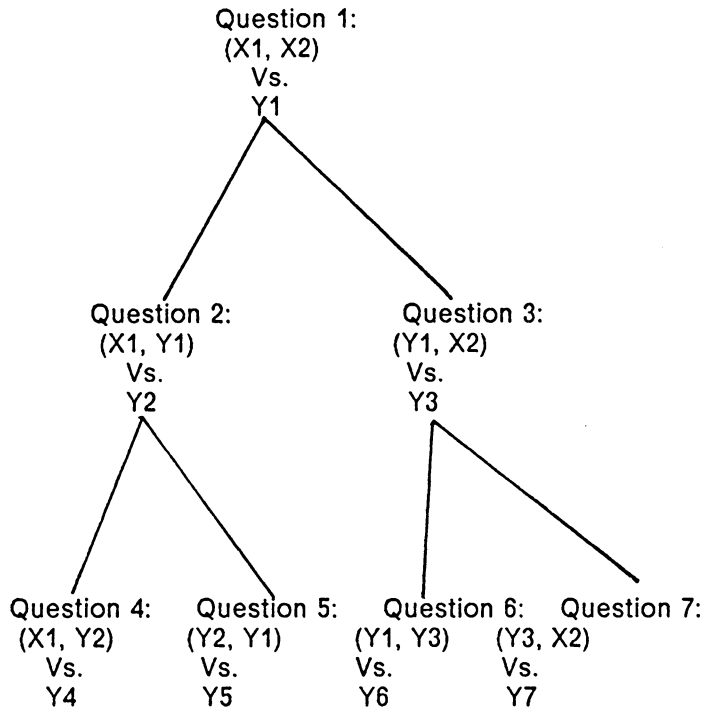 Question 1:
(X1, X2)
Vs.
Y1
Question 2:
(X1, Y1)
Vs.
Y2
Question 3:
(Y1, X2)
Vs.
Y3
Question 4:
(X1, Y2)
Vs.
Y4
Question 5:
(Y2, Y1)
Vs.
Y5
Question 6:
(Y1, Y3)
Vs.
Y6
Question 7:
(Y3, X2)
Vs.
Y7